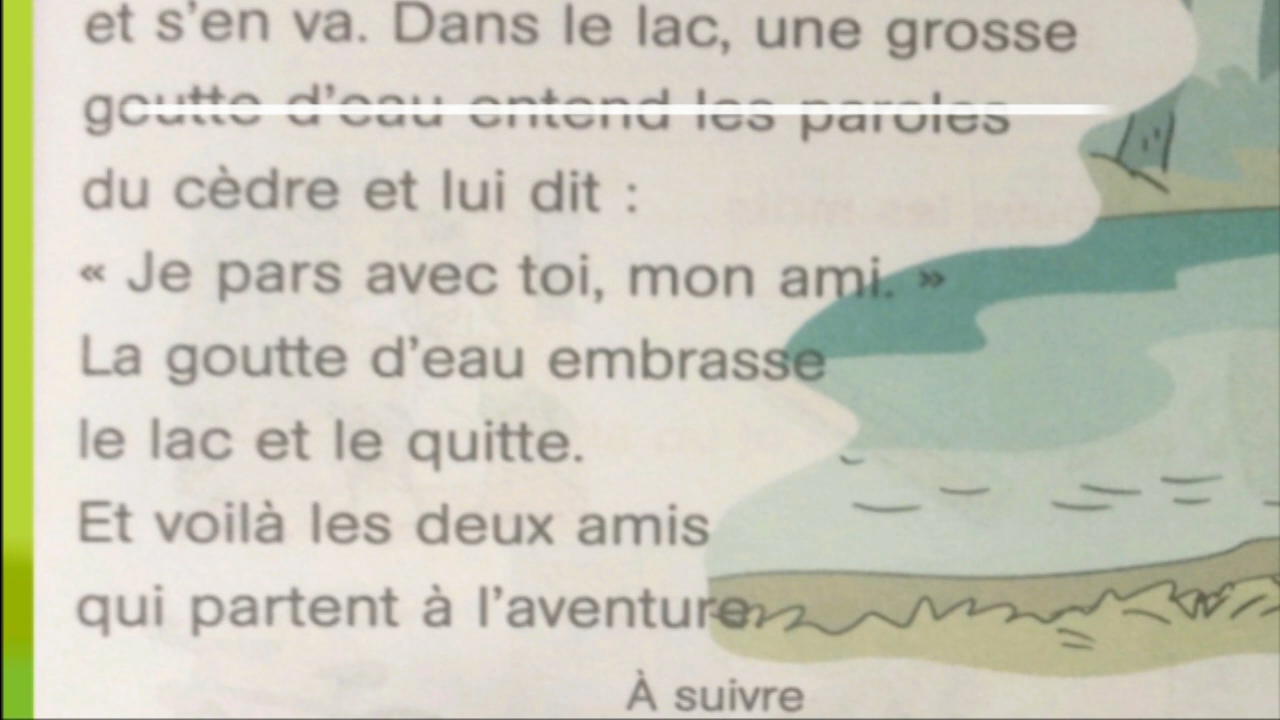 et s'en va. Dans le lac, une grosse
goutte d'eau entend les paroles
du cèdre et lui dit :
« Je pars avec toi, mon ami. »
La goutte d'eau embrasse
le lac et le quitte.
Et voilà les deux amis
qui partent à l'aventure
À suivre